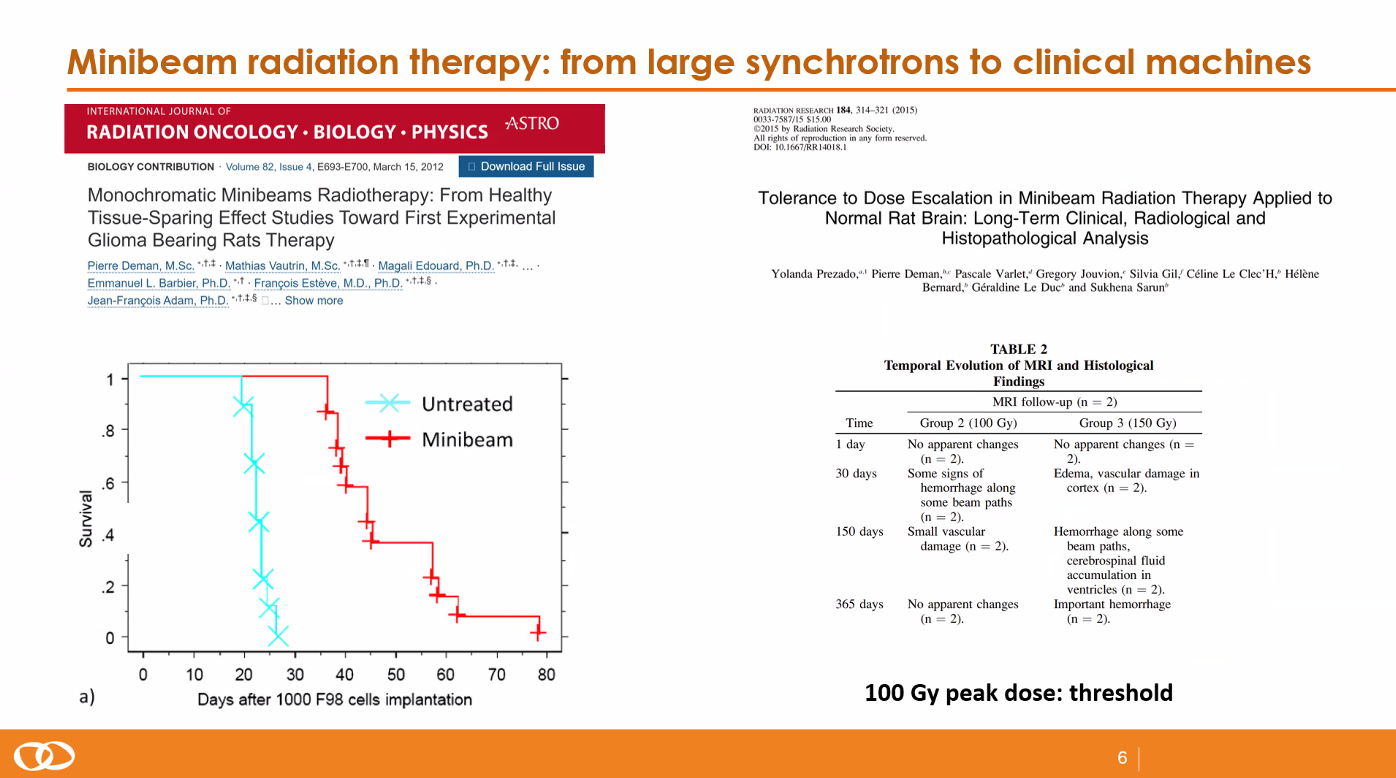 Minibeam radiation therapy: from large synchrotrons to clinical machines
INTERNATIONAL JOURNAL OF
RADIATION ONCOLOGY • BIOLOGY • PHYSICS
ASTRO
BIOLOGY CONTRIBUTION · Volume 82, Issue 4, E693-E700, March 15, 2012
Download Full Issue
Monochromatic Minibeams Radiotherapy: From Healthy
Tissue-Sparing Effect Studies Toward First Experimental
Glioma Bearing Rats Therapy
Pierre Deman, M.Sc. *,†,‡ · Mathias Vautrin, M.Sc. *,†,‡,¶ · Magali Edouard, Ph.D. *,†,‡. ... ·
Emmanuel L. Barbier, Ph.D. *,† · François Estève, M.D., Ph.D. *,†,‡,§ ·
Jean-François Adam, Ph.D. *,†,‡,§ ... Show more
1
.8
.6
.4
.2
0
Survival
Untreated
Minibeam
0 10 20 30 40 50 60 70 80
a) Days after 1000 F98 cells implantation
RADIATION RESEARCH 184, 314–321 (2015)
0033-7587/15 $15.00
©2015 by Radiation Research Society.
All rights of reproduction in any form reserved.
DOI: 10.1667/RR14018.1
Tolerance to Dose Escalation in Minibeam Radiation Therapy Applied to
Normal Rat Brain: Long-Term Clinical, Radiological and
Histopathological Analysis
Yolanda Prezado,a,1 Pierre Deman,b,c Pascale Varlet,d Gregory Jouvion,e Silvia Gil,f Céline Le Clec'H,b Hélène
Bernard,b Géraldine Le Ducb and Sukhena Sarunb
TABLE 2
Temporal Evolution of MRI and Histological
Findings
MRI follow-up (n = 2)
Time Group 2 (100 Gy) Group 3 (150 Gy)
1 day No apparent changes No apparent changes (n =
(n = 2). 2).
30 days Some signs of Edema, vascular damage in
hemorrhage along cortex (n = 2).
some beam paths
(n = 2).
150 days Small vascular Hemorrhage along some
damage (n = 2). beam paths,
cerebrospinal fluid
accumulation in
ventricles (n = 2).
365 days No apparent changes Important hemorrhage
(n = 2). (n = 2).
100 Gy peak dose: threshold
6